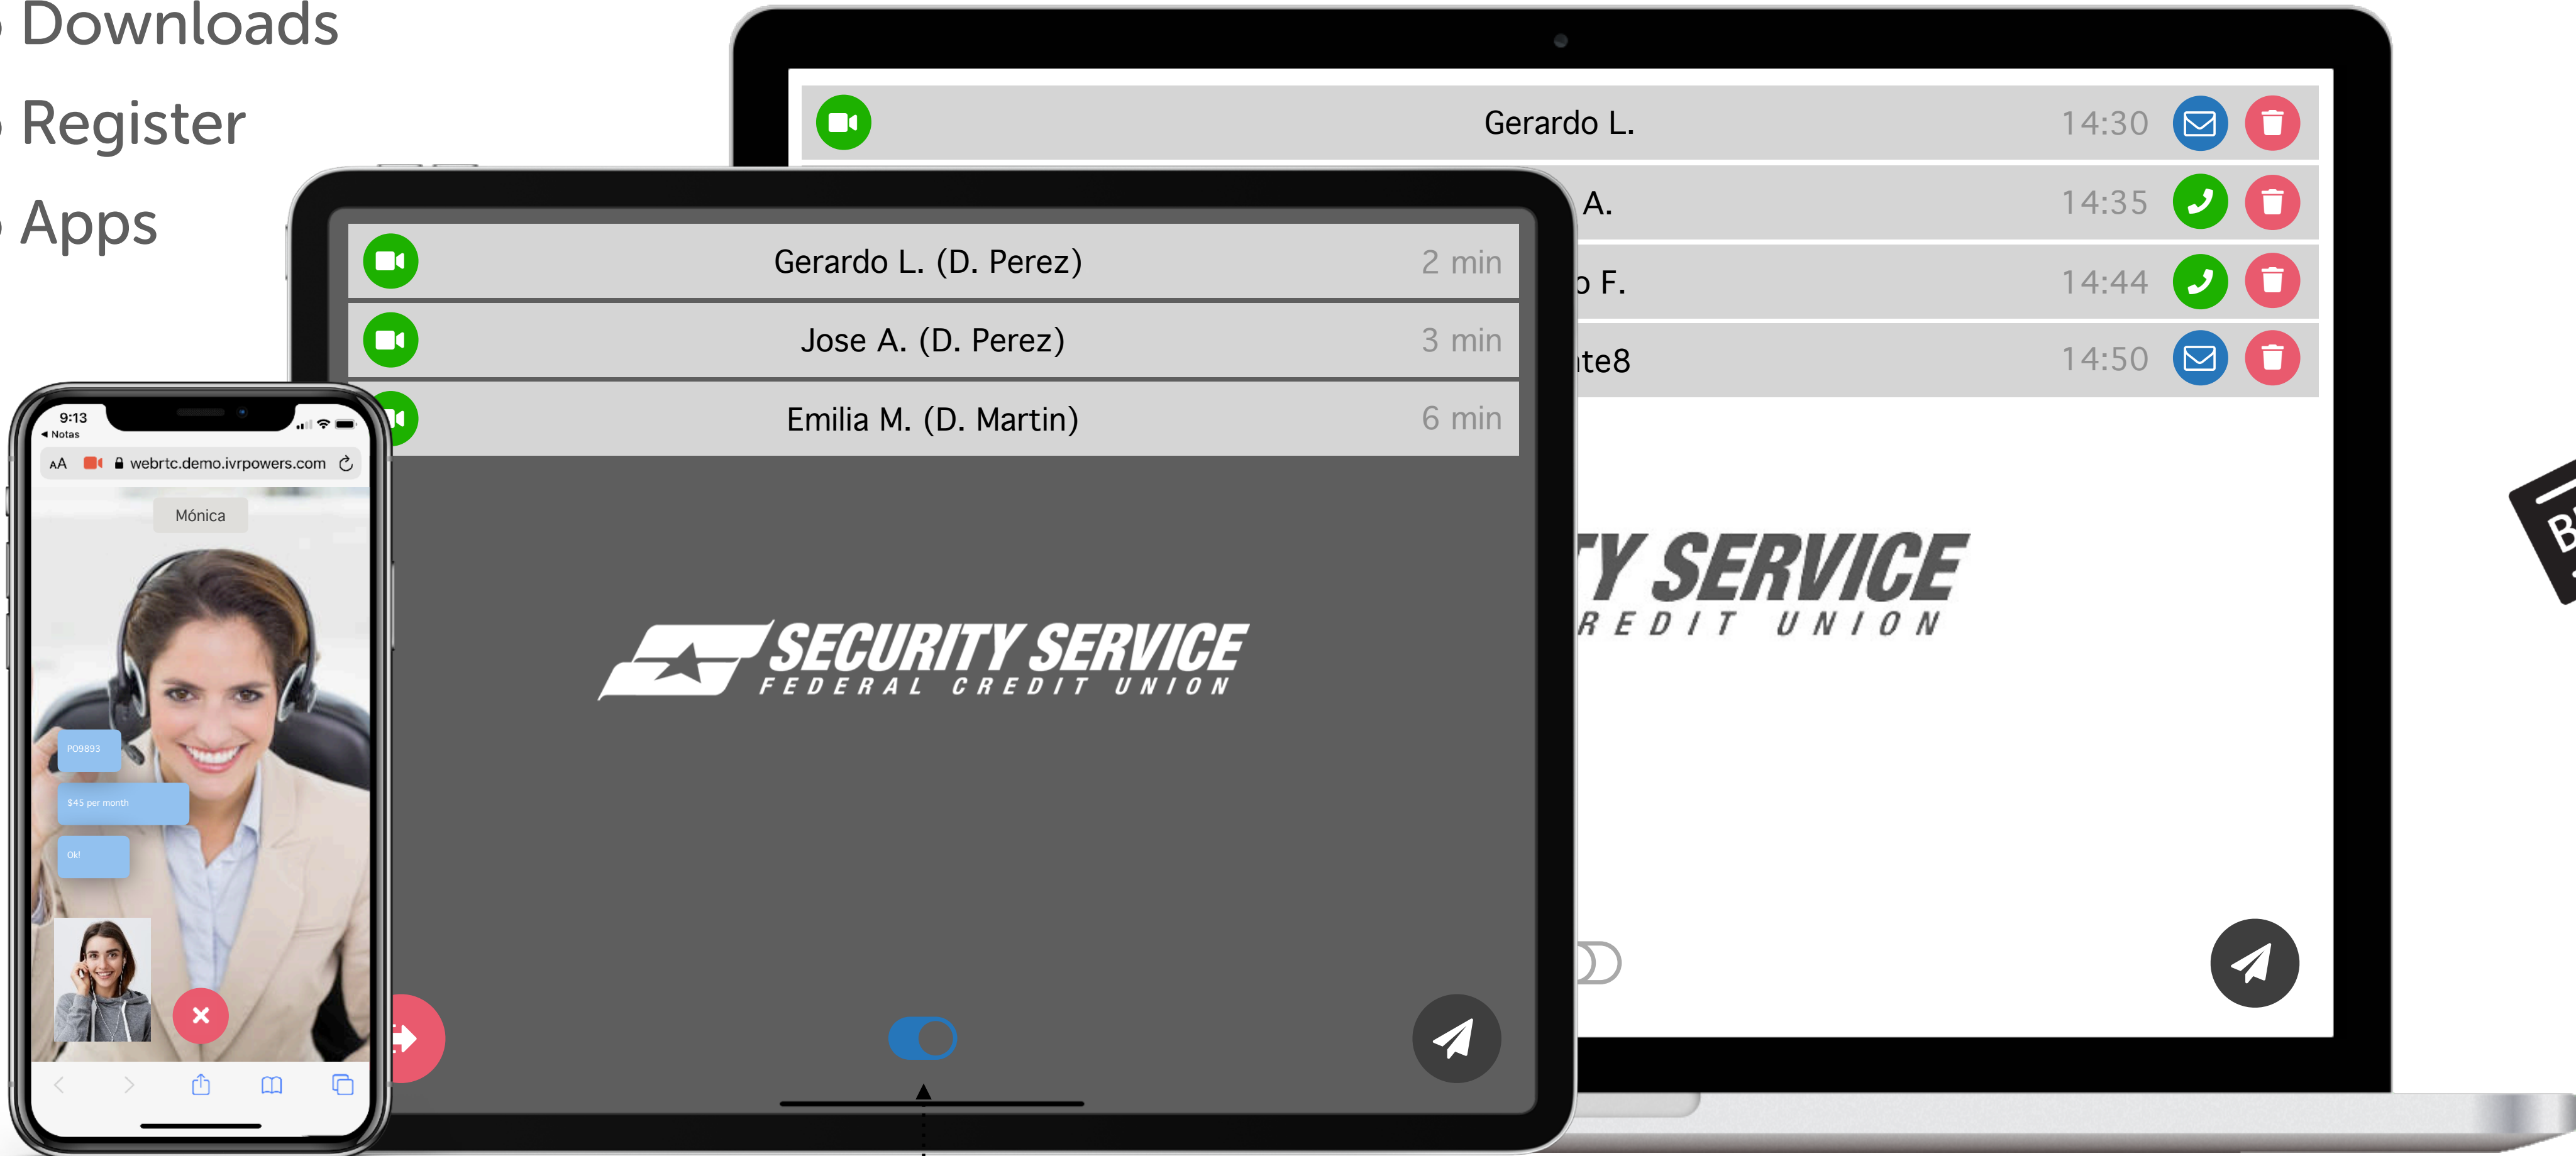 Downloads
Register
Apps
Gerardo L.
14:30
A.
14:35
o F.
14:44
te8
14:50
Y SERVICE
REDIT UNION
Gerardo L. (D. Perez)
2 min
Jose A. (D. Perez)
3 min
Emilia M. (D. Martin)
6 min
SECURITY SERVICE
FEDERAL CREDIT UNION
9:13
Notas
AA
webrtc.demo.ivrpowers.com
Mónica
PO9893
$45 per month
Ok!